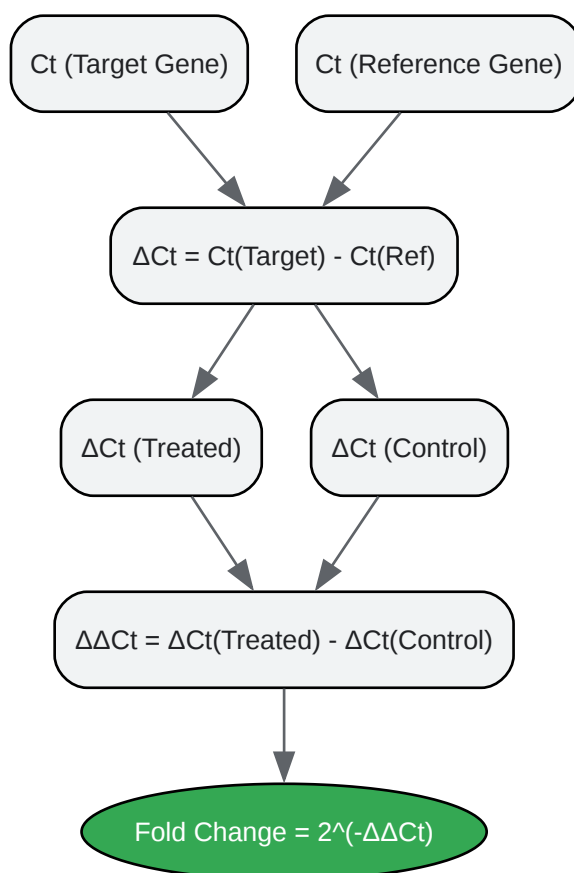 Ct (Target Gene)
Ct (Reference Gene)
ΔCt = Ct(Target) - Ct(Ref)
ΔCt (Treated)
ΔCt (Control)
ΔΔCt = ΔCt(Treated) - ΔCt(Control)
Fold Change = 2^(-ΔΔCt)